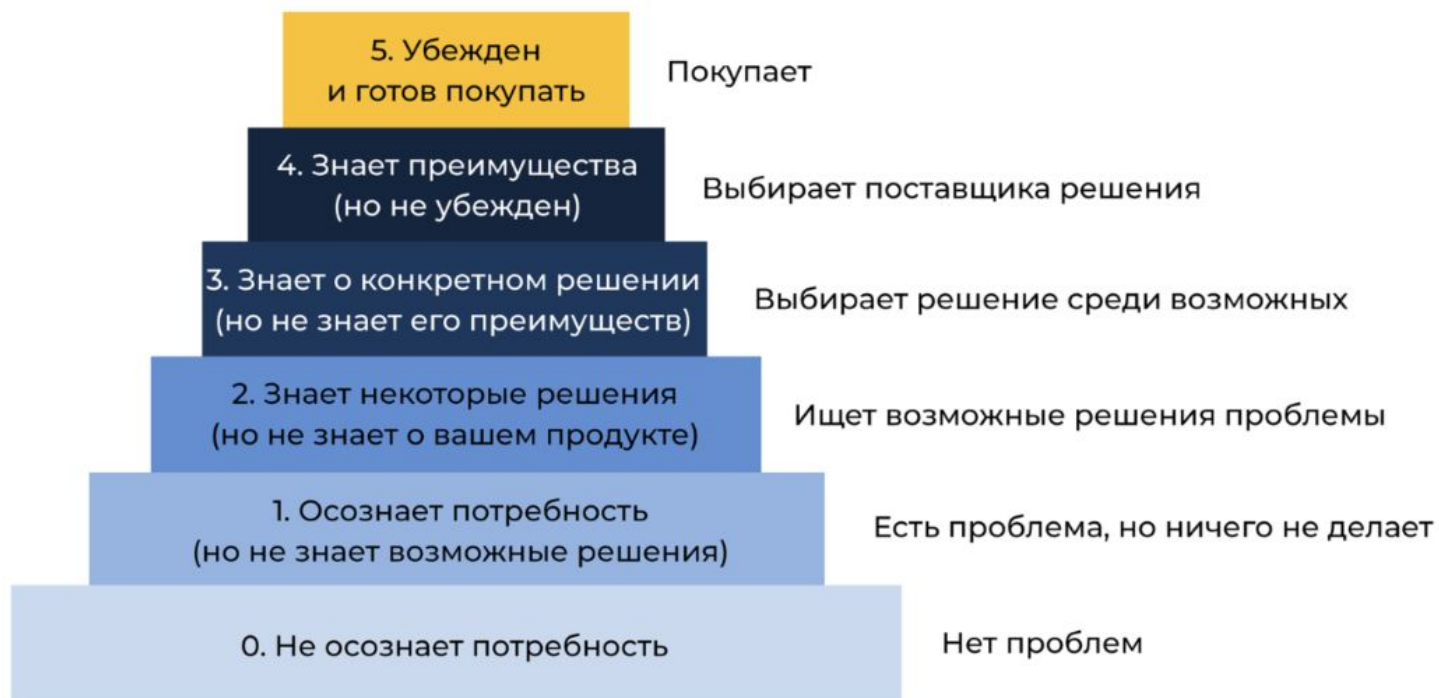 5. Убежден
и готов покупать
Покупает
4. Знает преимущества
(но не убежден)
Выбирает поставщика решения
3. Знает о конкретном решении
(но не знает его преимуществ)
Выбирает решение среди возможных
2. Знает некоторые решения
(но не знает о вашем продукте)
Ищет возможные решения проблемы
1. Осознает потребность
(но не знает возможные решения)
Есть проблема, но ничего не делает
0. Не осознает потребность
Нет проблем